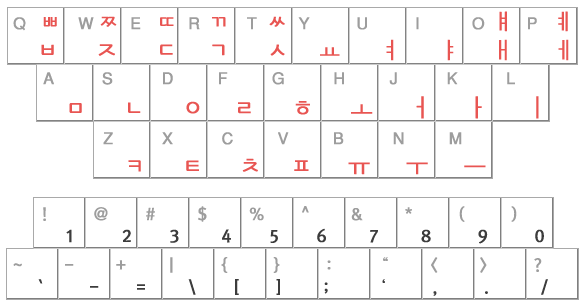 Q ㅃ ㅂ W ㅉ ㅈ E ㄸ ㄷ R ㄲ ㄱ T ㅆ ㅅ Y ㅛ U ㅕ I ㅑ O ㅒ ㅐ P ㅖ ㅔ
A ㅁ S ㄴ D ㅇ F ㄹ G ㅎ H ㅗ J ㅓ K ㅏ L ㅣ
Z ㅋ X ㅌ C ㅊ V ㅍ B ㅠ N ㅜ M ㅡ
! 1 @ 2 # 3 $ 4 % 5 ^ 6 & 7 * 8 ( 9 ) 0
~ ` – - + = | \ { [ } ] : ; “ ‘ 〈 , 〉 . ? /